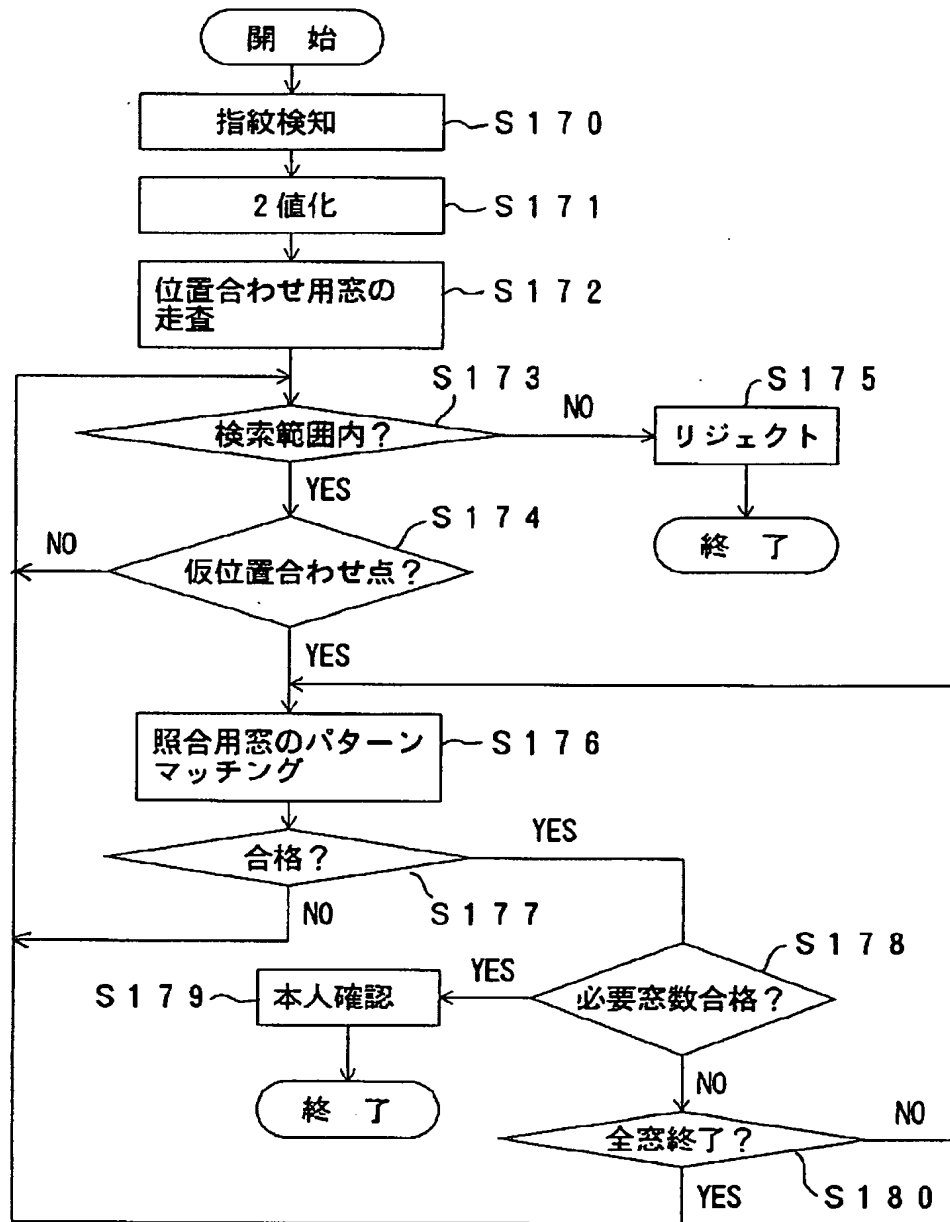 開 始
指紋検知
S170
2値化
S171
位置合わせ用窓の
走査
S172
S173
検索範囲内?
NO
S175
リジェクト
YES
終 了
S174
NO
仮位置合わせ点?
YES
照合用窓のパターン
マッチング
S176
YES
合格?
NO
S177
S178
YES
必要窓数合格?
S179
本人確認
終 了
NO
全窓終了?
NO
YES
S180